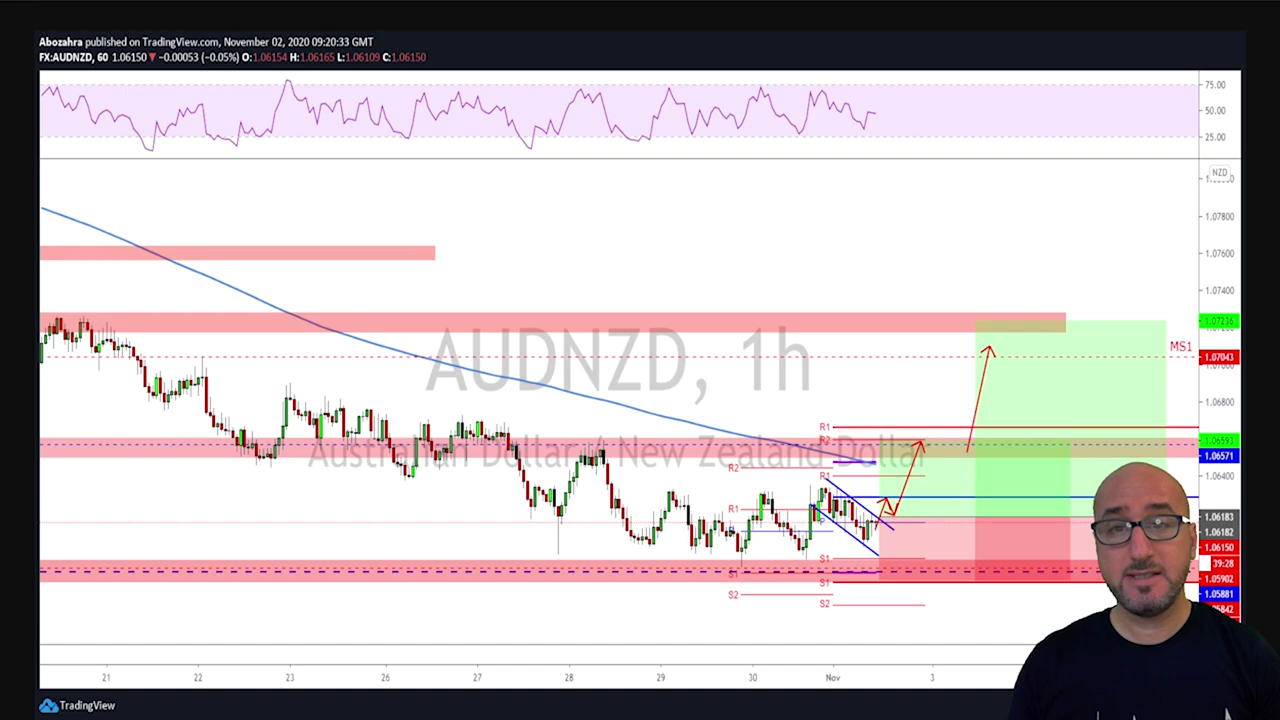 Abozahra published on TradingView.com, November 02, 2020 09:20:33 GMT
FX:AUDNZD, 60 1.06150 ▼ −0.00053 (−0.05%) O:1.06154 H:1.06165 L:1.06109 C:1.06150
75.00
50.00
25.00
NZD
1.07800
1.07600
1.07400
1.07236
MS1
1.07043
1.06800
AUDNZD, 1h
Australian Dollar / New Zealand Dollar
R1
R2
1.06593
1.06571
R2
R1
1.06400
R1
P
1.06183
1.06182
1.06150
39:28
S1
S1
S1
1.05902
S2
S2
1.05881
21
22
23
26
27
28
29
30
Nov
3
TradingView